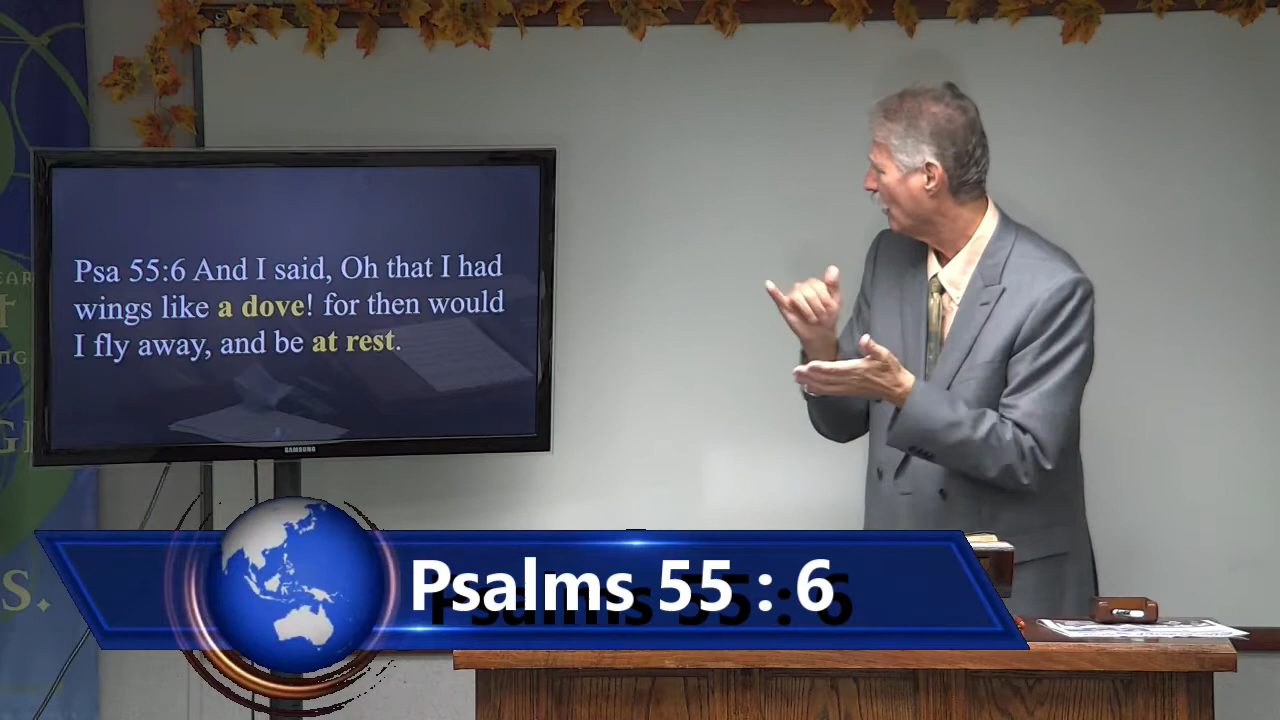 Psa 55:6 And I said, Oh that I had
wings like a dove! for then would
I fly away, and be at rest.
SAMSUNG
S.
Psalms 55 : 6